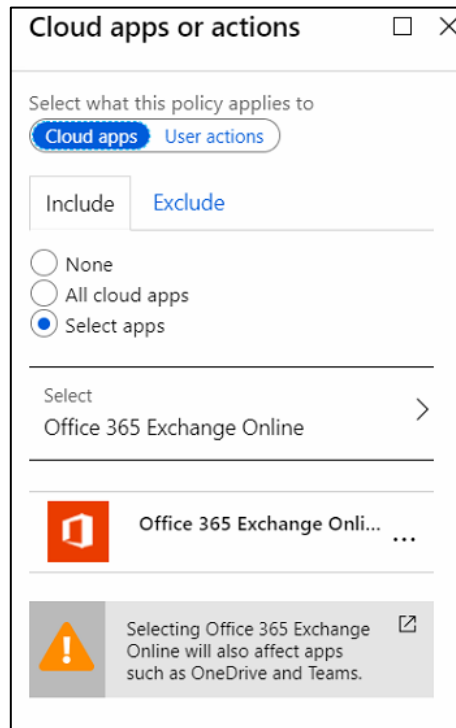 Cloud apps or actions
Select what this policy applies to
Cloud apps User actions
Include Exclude
None
All cloud apps
Select apps
Select
Office 365 Exchange Online
Office 365 Exchange Onli... ...
Selecting Office 365 Exchange
Online will also affect apps
such as OneDrive and Teams.